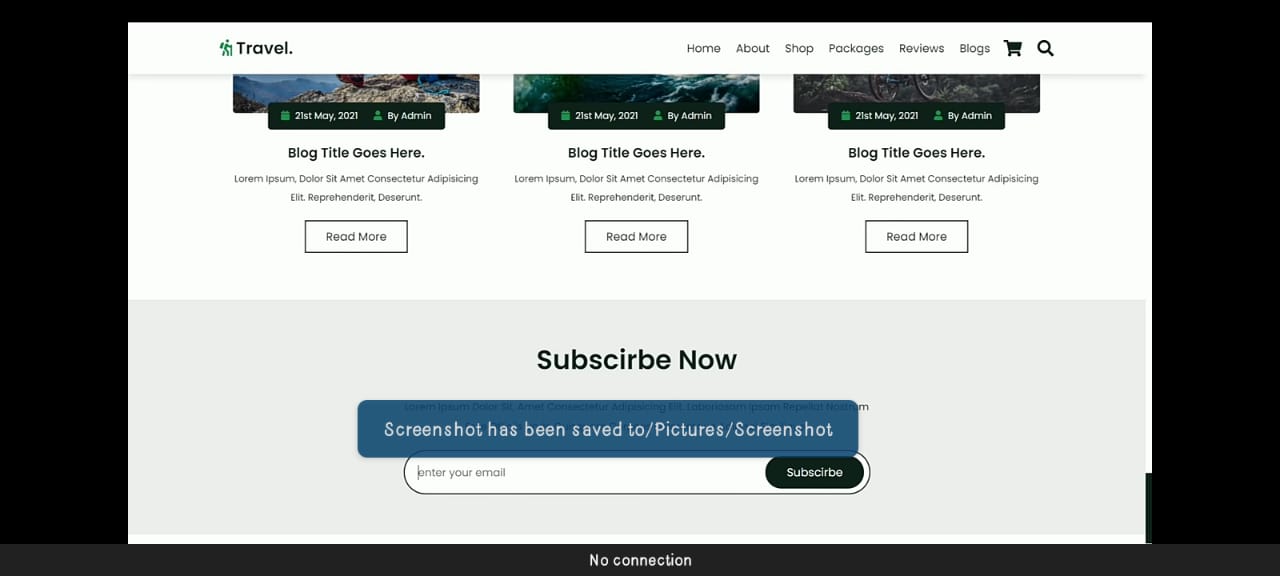 Travel.
Home About Shop Packages Reviews Blogs
21st May, 2021 By Admin
21st May, 2021 By Admin
21st May, 2021 By Admin
Blog Title Goes Here.
Blog Title Goes Here.
Blog Title Goes Here.
Lorem Ipsum, Dolor Sit Amet Consectetur Adipisicing
Elit. Reprehenderit, Deserunt.
Lorem Ipsum, Dolor Sit Amet Consectetur Adipisicing
Elit. Reprehenderit, Deserunt.
Lorem Ipsum, Dolor Sit Amet Consectetur Adipisicing
Elit. Reprehenderit, Deserunt.
Read More
Read More
Read More
Subscirbe Now
Lorem Ipsum Dolor Sit, Amet Consectetur Adipisicing Elit. Laboriosam Ipsam Repellat Nostrum
Screenshot has been saved to/Pictures/Screenshot
enter your email
Subscirbe
No connection